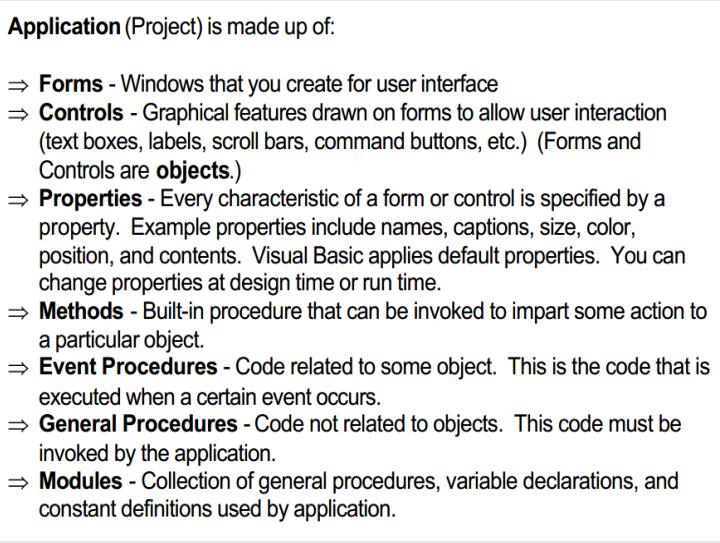 Application (Project) is made up of:
⇒ Forms - Windows that you create for user interface
⇒ Controls - Graphical features drawn on forms to allow user interaction
(text boxes, labels, scroll bars, command buttons, etc.) (Forms and
Controls are objects.)
⇒ Properties - Every characteristic of a form or control is specified by a
property. Example properties include names, captions, size, color,
position, and contents. Visual Basic applies default properties. You can
change properties at design time or run time.
⇒ Methods - Built-in procedure that can be invoked to impart some action to
a particular object.
⇒ Event Procedures - Code related to some object. This is the code that is
executed when a certain event occurs.
⇒ General Procedures - Code not related to objects. This code must be
invoked by the application.
⇒ Modules - Collection of general procedures, variable declarations, and
constant definitions used by application.